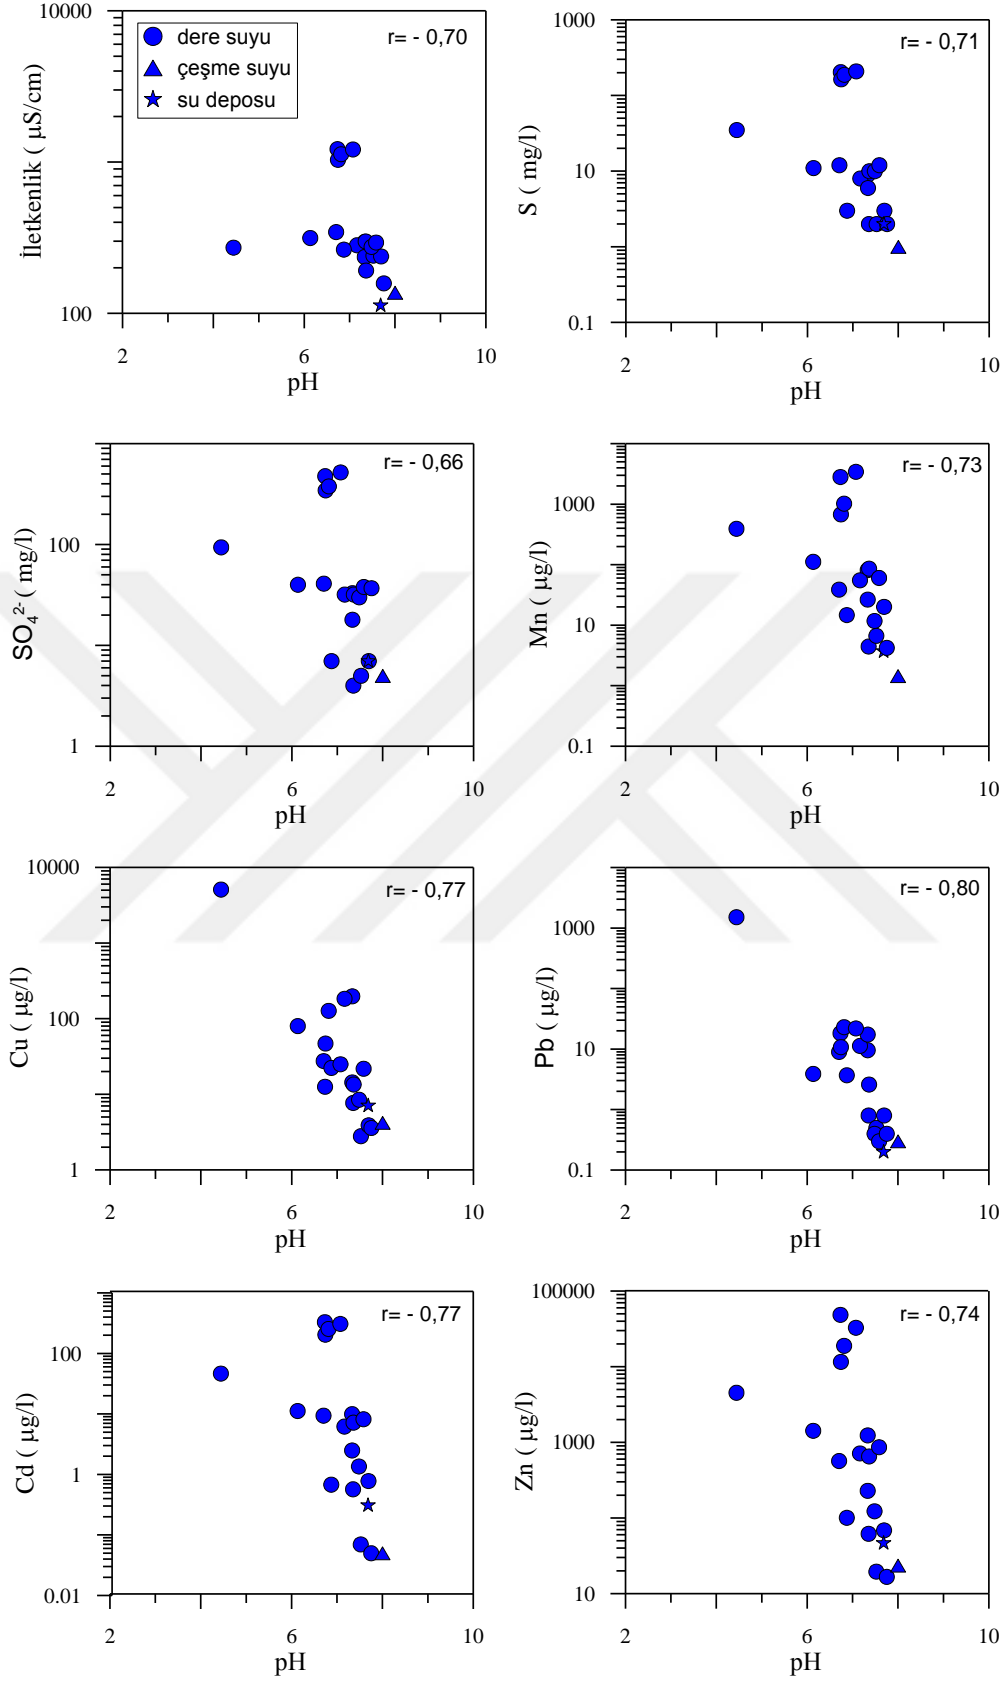 10000
dere suyu
çeşme suyu
su deposu
r= - 0,70
İletkenlik ( µS/cm)
100
2 6 10
pH
1000
r= - 0,71
S ( mg/l)
10
0.1
2 6 10
pH
r= - 0,66
SO₄²⁻ ( mg/l)
100
1
2 6 10
pH
r= - 0,73
Mn ( µg/l)
1000
10
0.1
2 6 10
pH
10000
r= - 0,77
Cu ( µg/l)
100
1
2 6 10
pH
r= - 0,80
Pb ( µg/l)
1000
10
0.1
2 6 10
pH
r= - 0,77
Cd ( µg/l)
100
1
0.01
2 6 10
pH
100000
r= - 0,74
Zn ( µg/l)
1000
10
2 6 10
pH